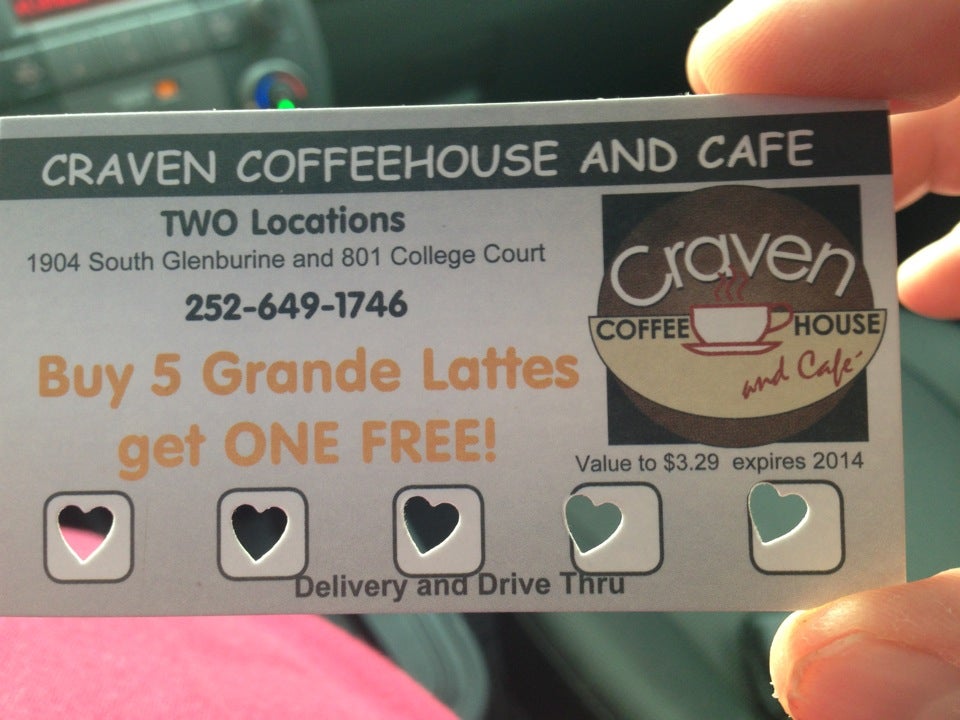 CRAVEN COFFEEHOUSE AND CAFE
TWO Locations
1904 South Glenburine and 801 College Court
252-649-1746
Buy 5 Grande Lattes
get ONE FREE!
Craven
COFFEE HOUSE
and Café
Value to $3.29 expires 2014
Delivery and Drive Thru